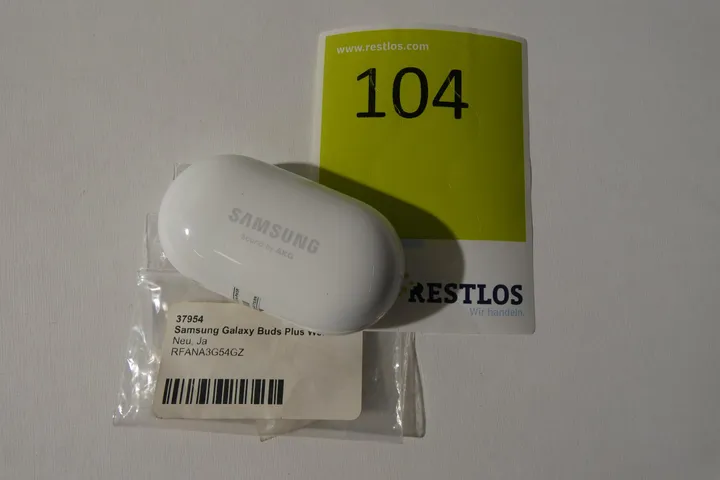 www.restlos.com
104
SAMSUNG
sound by AKG
RESTLOS
Wir handeln
37954
Samsung Galaxy Buds Plus
Neu, Ja
RFANA3G54GZ